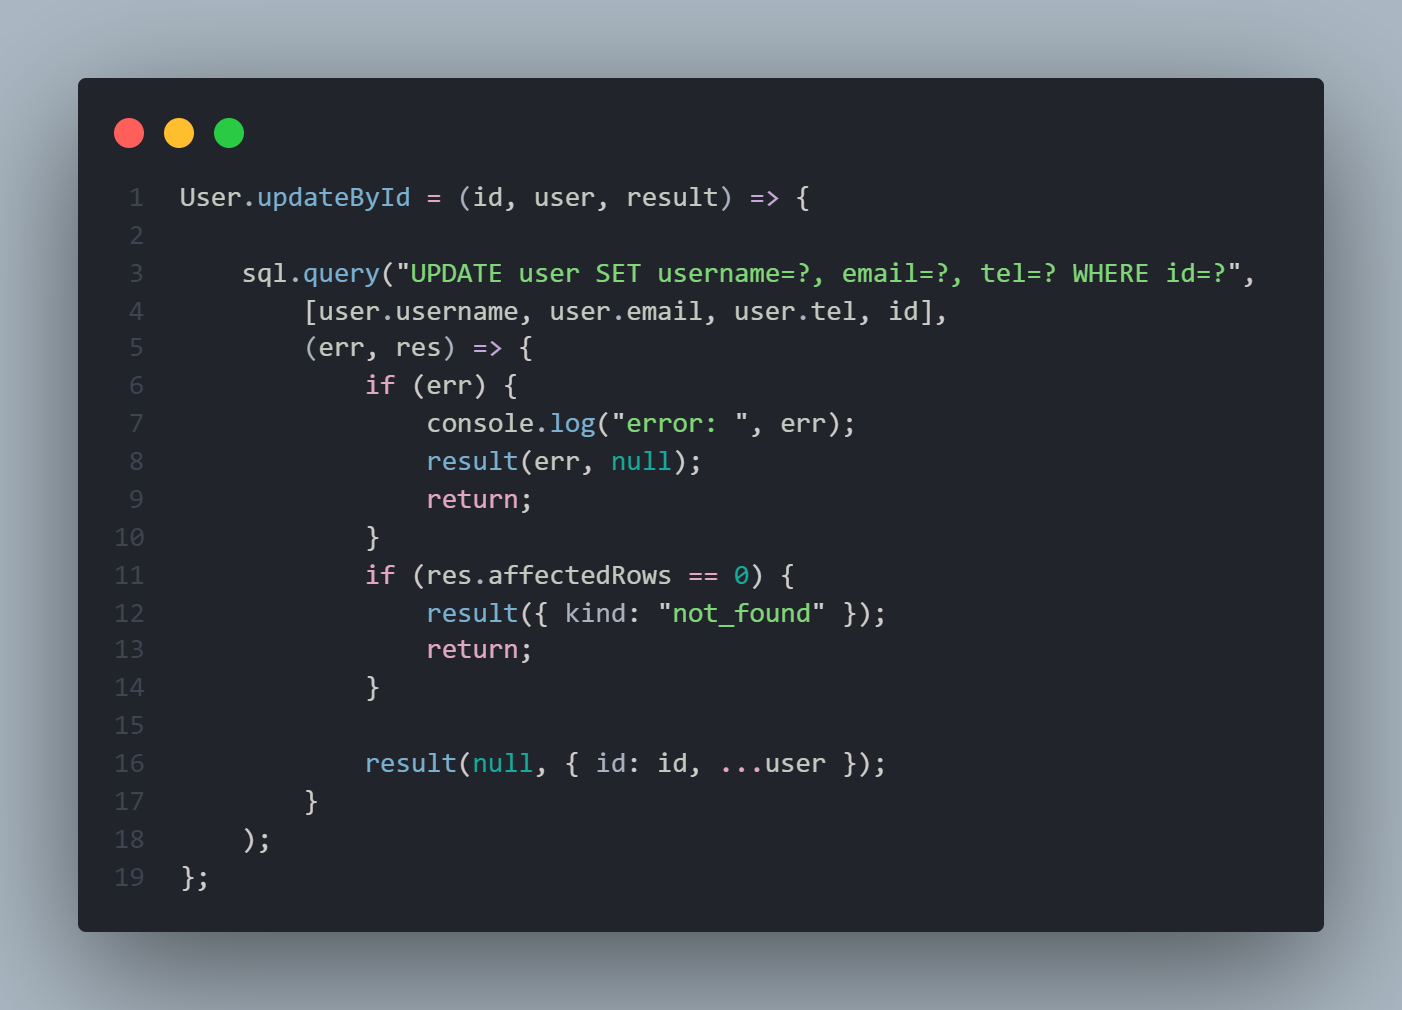 1 User.updateById = (id, user, result) => {
2
3     sql.query("UPDATE user SET username=?, email=?, tel=? WHERE id=?",
4         [user.username, user.email, user.tel, id],
5         (err, res) => {
6             if (err) {
7                 console.log("error: ", err);
8                 result(err, null);
9                 return;
10             }
11             if (res.affectedRows == 0) {
12                 result({ kind: "not_found" });
13                 return;
14             }
15
16             result(null, { id: id, ...user });
17         }
18     );
19 };